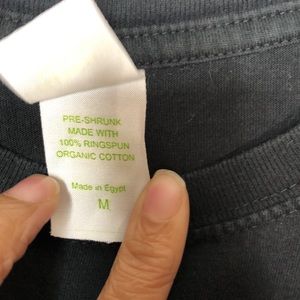 PRE-SHRUNK
MADE WITH
100% RINGSPUN
ORGANIC COTTON
Made in Egypt
M